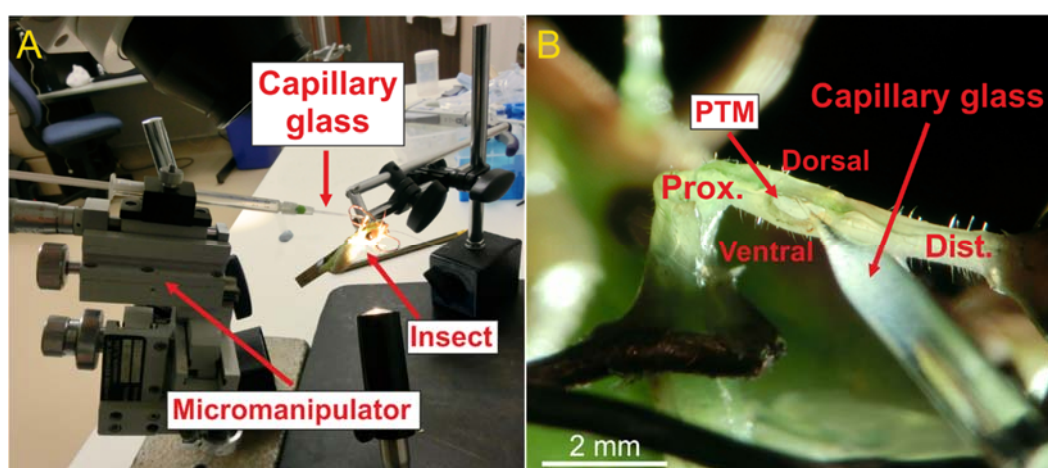 A
Capillary
glass
Insect
Micromanipulator
B
Capillary glass
PTM
Dorsal
Prox.
Ventral
Dist.
2 mm